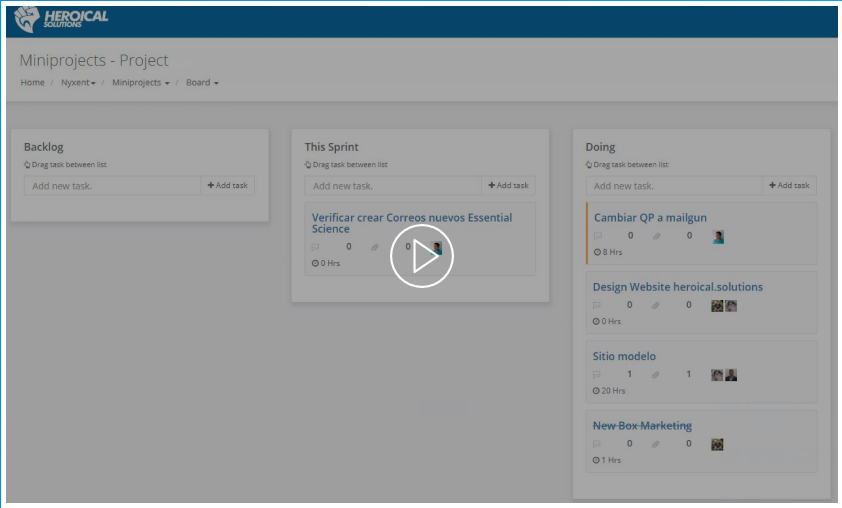 HEROICAL
SOLUTIONS
Miniprojects - Project
Home / Nyxent / Miniprojects / Board
Backlog
Drag task between list
Add new task.
+ Add task
This Sprint
Drag task between list
Add new task.
+ Add task
Verificar crear Correos nuevos Essential
Science
0 0
0 Hrs
Doing
Drag task between list
Add new task.
+ Add task
Cambiar QP a mailgun
0 0
8 Hrs
Design Website heroical.solutions
0 0
0 Hrs
Sitio modelo
1 1
20 Hrs
New Box Marketing
0 0
1 Hrs